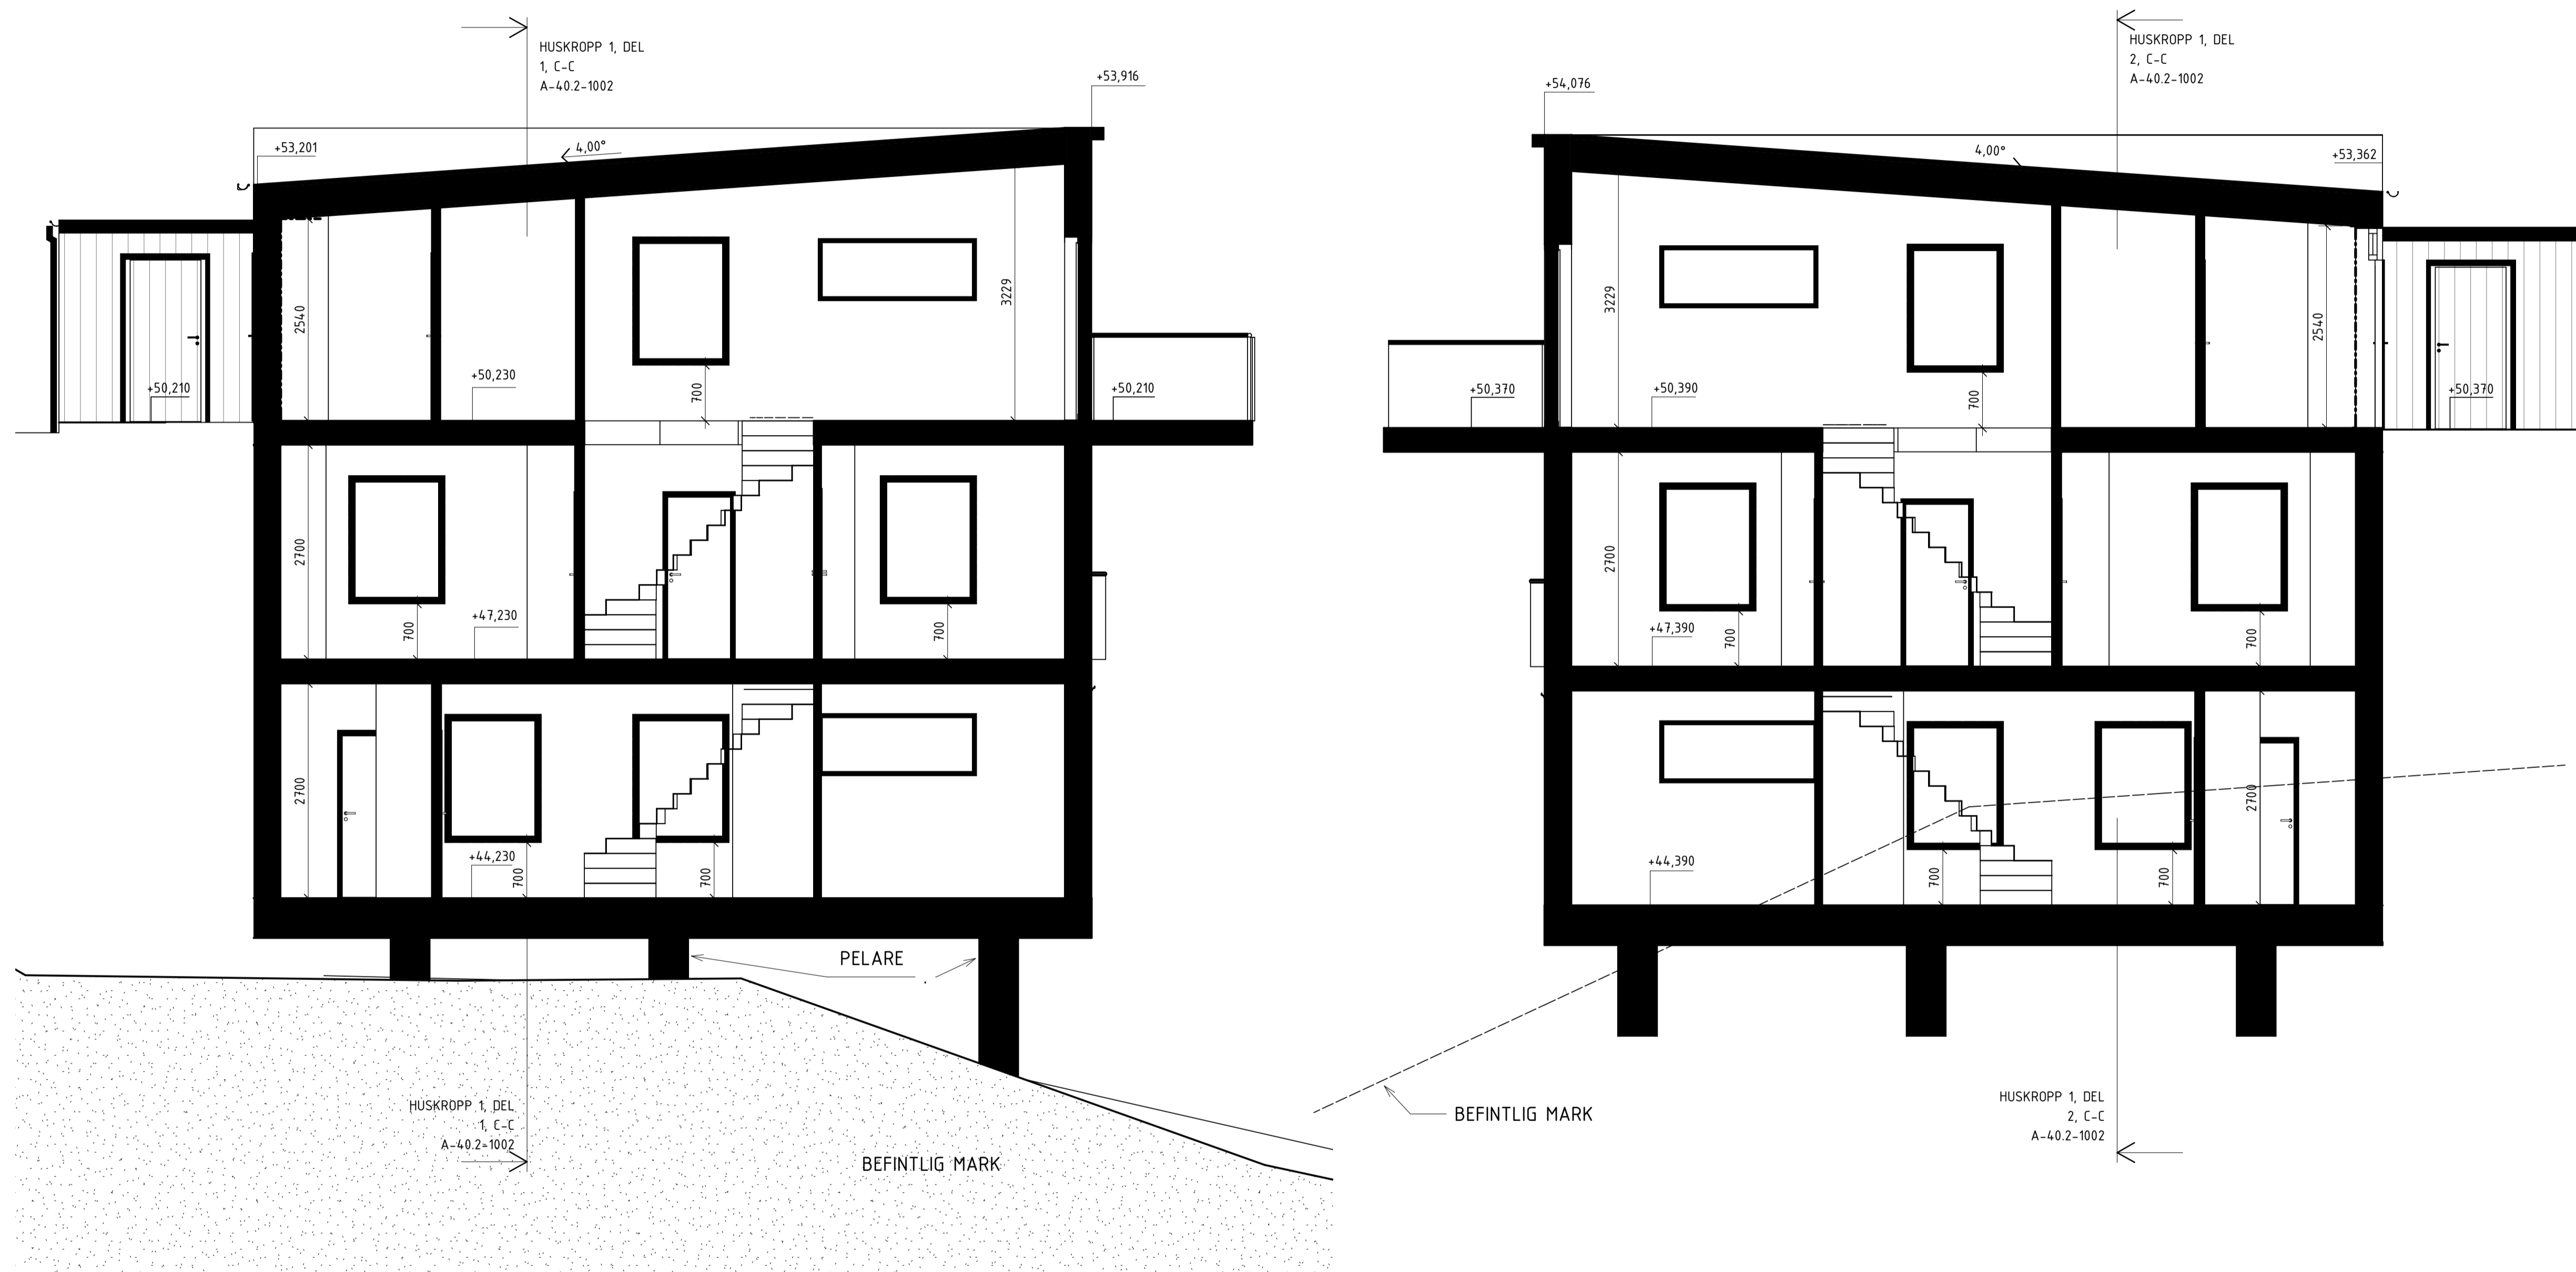 HUSKROPP 1, DEL
1, C-C
A-40.2-1002
+53,916
+53,201
4,00°
2540
3229
+50,210
+50,230
700
+50,210
2700
+47,230
700
700
2700
+44,230
700
700
PELARE
HUSKROPP 1, DEL
1, C-C
A-40.2-1002
BEFINTLIG MARK
HUSKROPP 1, DEL
2, C-C
A-40.2-1002
+54,076
4,00°
+53,362
3229
2540
+50,370
+50,390
700
+50,370
2700
+47,390
700
700
2700
+44,390
700
700
BEFINTLIG MARK
HUSKROPP 1, DEL
2, C-C
A-40.2-1002